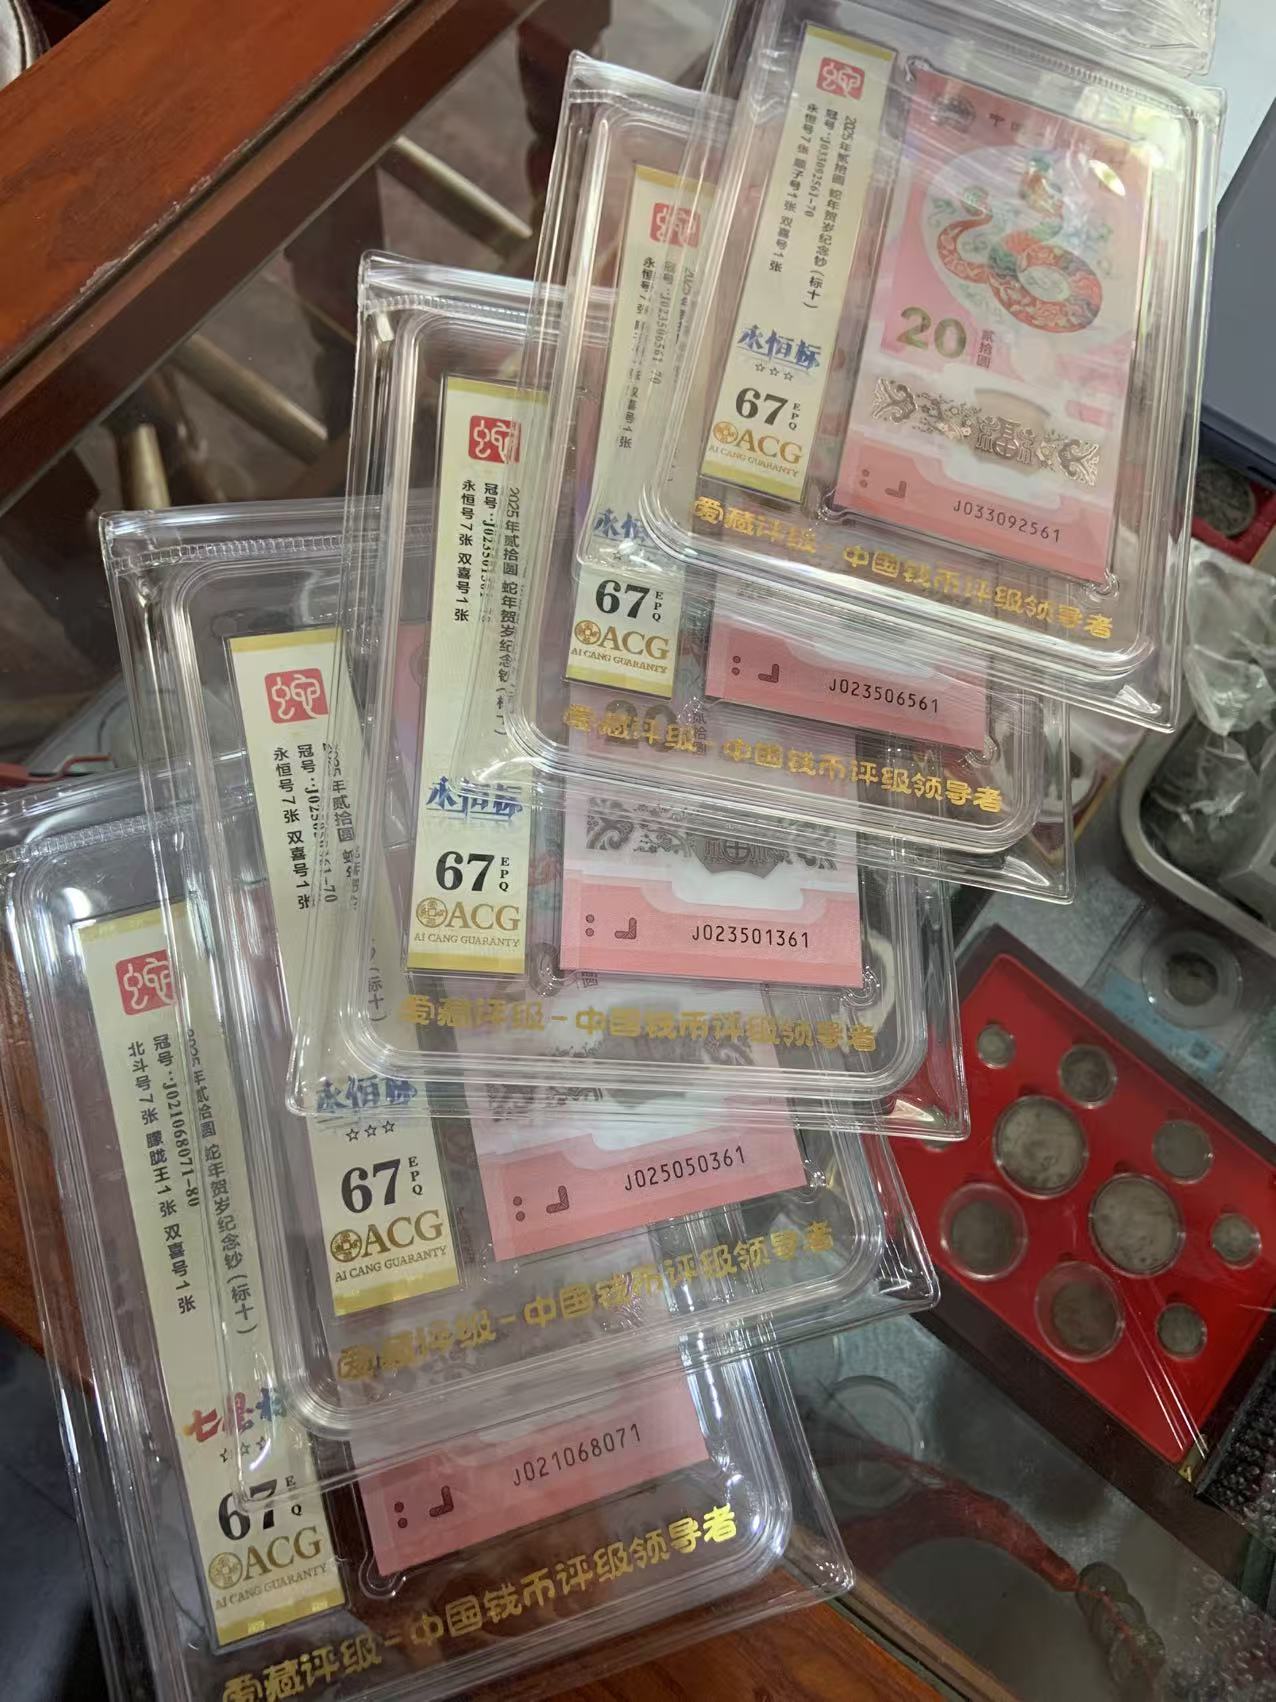 蛇
2025年贰拾圆 蛇年贺岁纪念钞(标十)
冠号:J033092561-70
永恒号7张 顺子号1张 双喜号1张
永恒标
☆☆☆
67 EPQ
ACG
AI CANG GUARANTY
20 贰拾圆
J033092561
爱藏评级-中国钱币评级领导者
蛇
永恒号7张
双喜号1张
67 EPQ
ACG
AI CANG GUARANTY
J023506561
爱藏评级-中国钱币评级领导者
蛇
2025年贰拾圆 蛇年贺岁纪念钞
永恒号7张 双喜号1张
永恒标
67 EPQ
ACG
AI CANG GUARANTY
J023501361
爱藏评级-中国钱币评级领导者
蛇
永恒号7张 双喜号1张
永恒标
☆☆☆
67 EPQ
ACG
AI CANG GUARANTY
J025050361
爱藏评级-中国钱币评级领导者
蛇
2025年贰拾圆 蛇年贺岁纪念钞(标十)
冠号:J021068071-80
北斗号7张 朦胧王1张 双喜号1张
七星标
☆☆☆
67 EPQ
ACG
AI CANG GUARANTY
J021068071
爱藏评级-中国钱币评级领导者